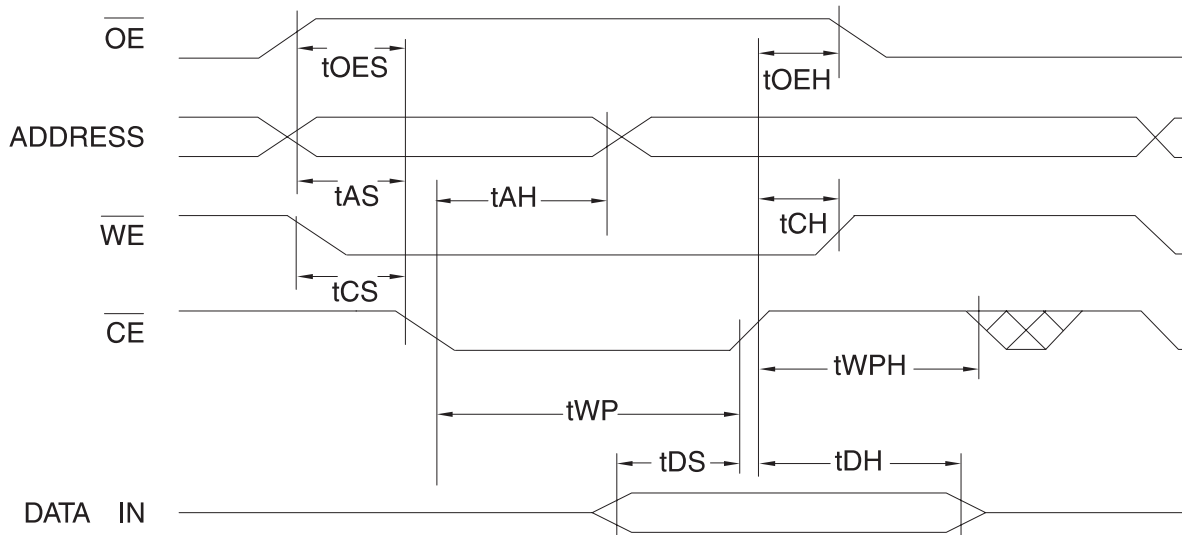 OE
tOES
tOEH
ADDRESS
tAS
tAH
tCH
WE
tCS
CE
tWPH
tWP
tDS
tDH
DATA IN